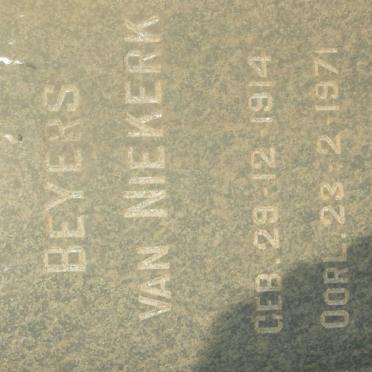 BEYERS
VAN NIEKERK
GEB. 29-12-1914
OORL. 23-2-1971